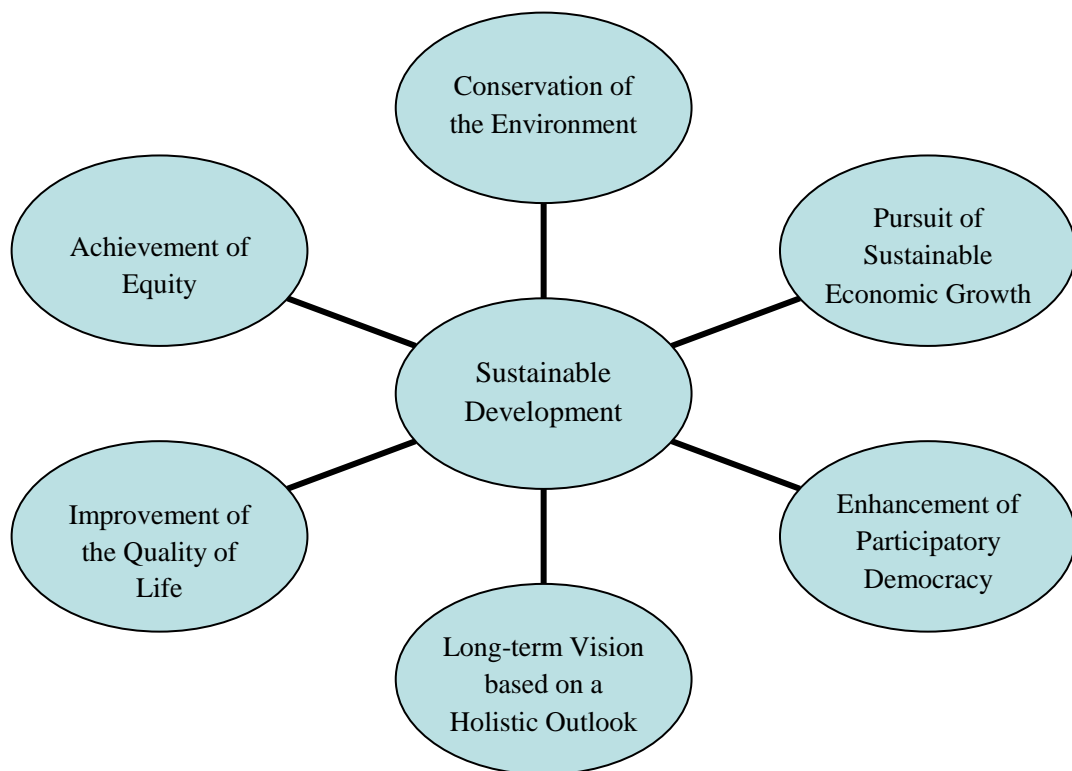 Conservation of
the Environment
Achievement of
Equity
Pursuit of
Sustainable
Economic Growth
Sustainable
Development
Improvement of
the Quality of
Life
Enhancement of
Participatory
Democracy
Long-term Vision
based on a
Holistic Outlook